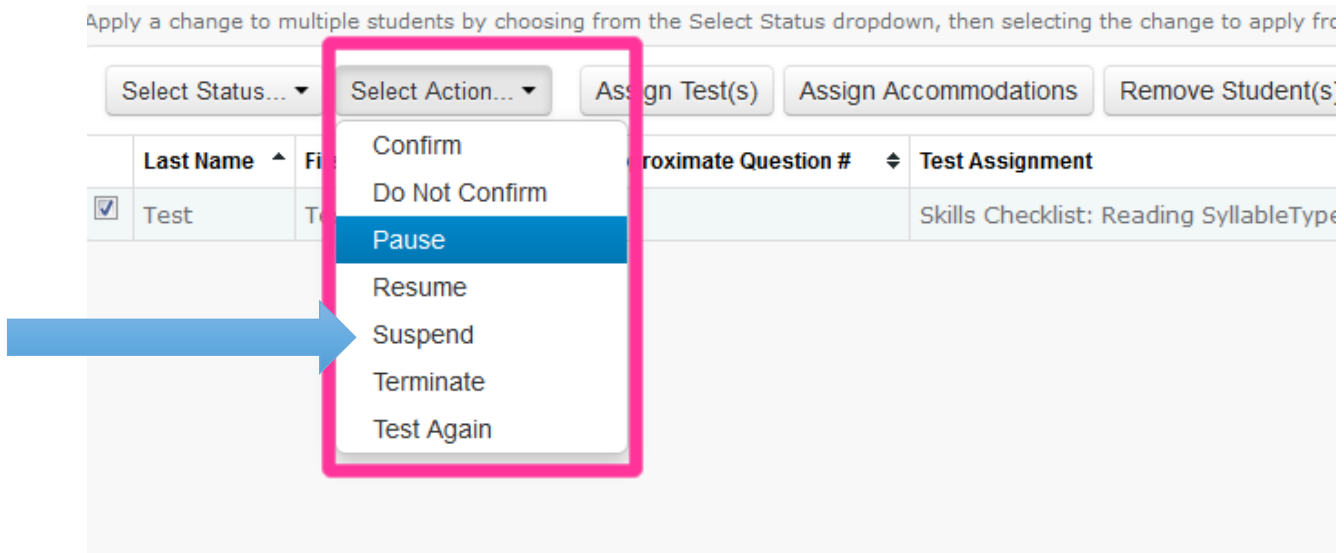 Apply a change to multiple students by choosing from the Select Status dropdown, then selecting the change to apply
Select Status... Select Action... Assign Test(s) Assign Accommodations Remove Student(s)
Last Name Question # Test Assignment
Test Skills Checklist: Reading SyllableType
Confirm
Do Not Confirm
Pause
Resume
Suspend
Terminate
Test Again